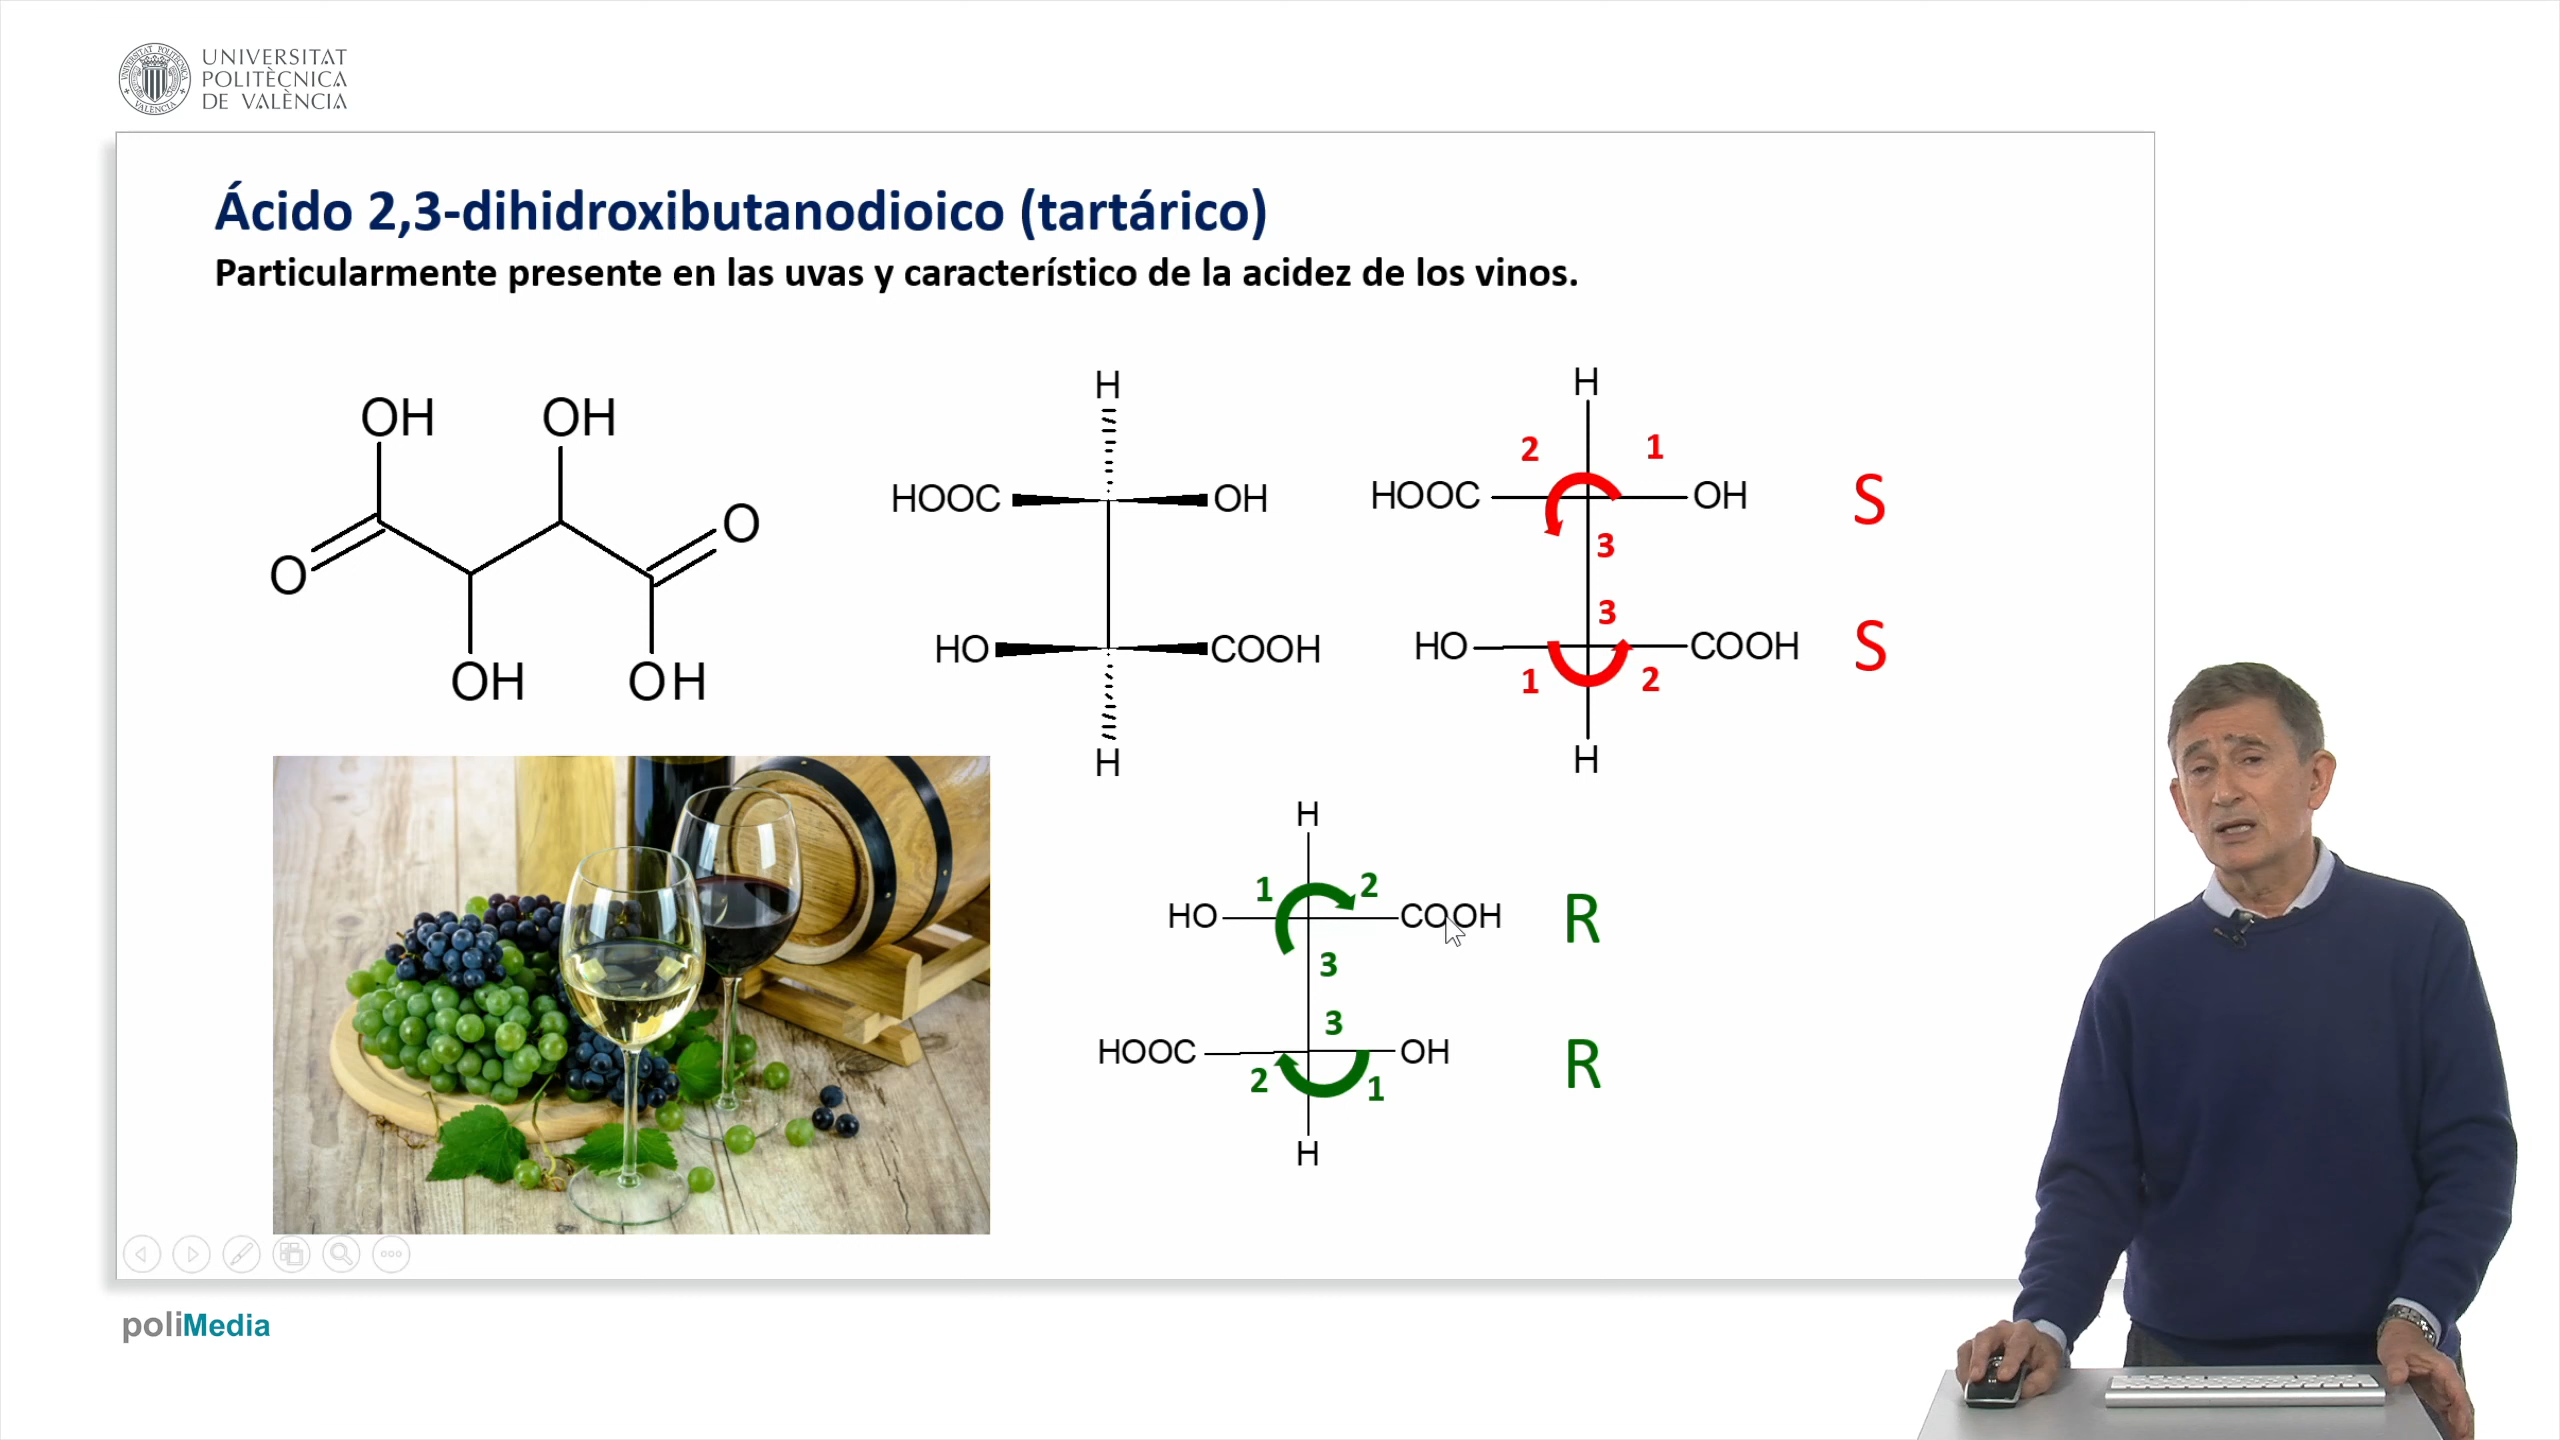 UNIVERSITAT
POLITÈCNICA
DE VALÈNCIA
Ácido 2,3-dihidroxibutanodioico (tartárico)
Particularmente presente en las uvas y característico de la acidez de los vinos.
OH OH
O
O
OH OH
H
HOOC OH
HO COOH
H
H
2 1
HOOC OH S
3
3
HO COOH S
1 2
H
H
1 2
HO COOH R
3
3
HOOC OH R
2 1
H
poliMedia